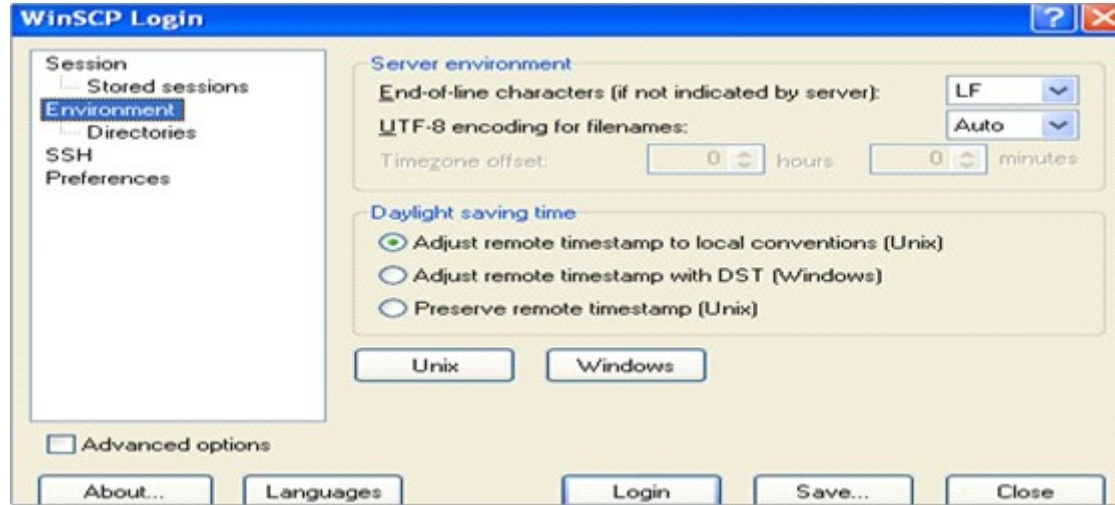 WinSCP Login
Session
Stored sessions
Environment
Directories
SSH
Preferences
Server environment
End-of-line characters (if not indicated by server): LF
UTF-8 encoding for filenames: Auto
Timezone offset: 0 hours 0 minutes
Daylight saving time
Adjust remote timestamp to local conventions (Unix)
Adjust remote timestamp with DST (Windows)
Preserve remote timestamp (Unix)
Unix Windows
Advanced options
About... Languages Login Save... Close